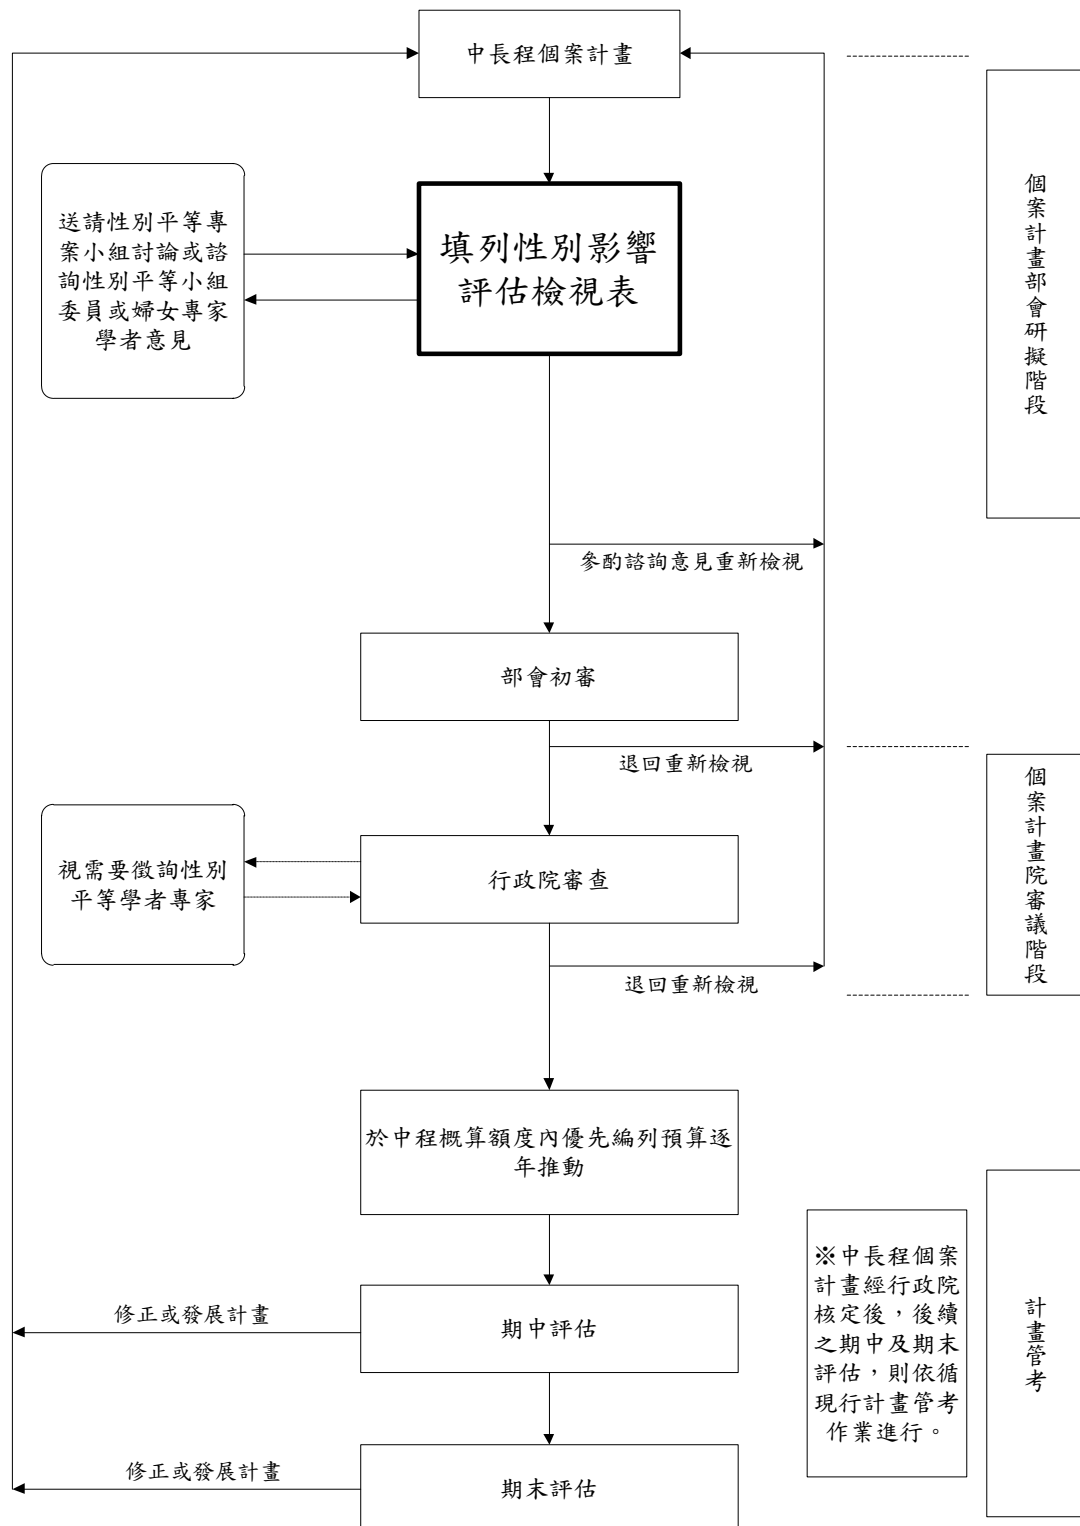 中長程個案計畫
送請性別平等專
案小組討論或諮
詢性別平等小組
委員或婦女專家
學者意見
填列性別影響
評估檢視表
個案計畫部會研擬階段
參酌諮詢意見重新檢視
部會初審
退回重新檢視
個案計畫院審議階段
視需要徵詢性別
平等學者專家
行政院審查
退回重新檢視
於中程概算額度內優先編列預算逐
年推動
※中長程個案
計畫經行政院
核定後，後續
之期中及期末
評估，則依循
現行計畫管考
作業進行。
計畫管考
修正或發展計畫
期中評估
修正或發展計畫
期末評估